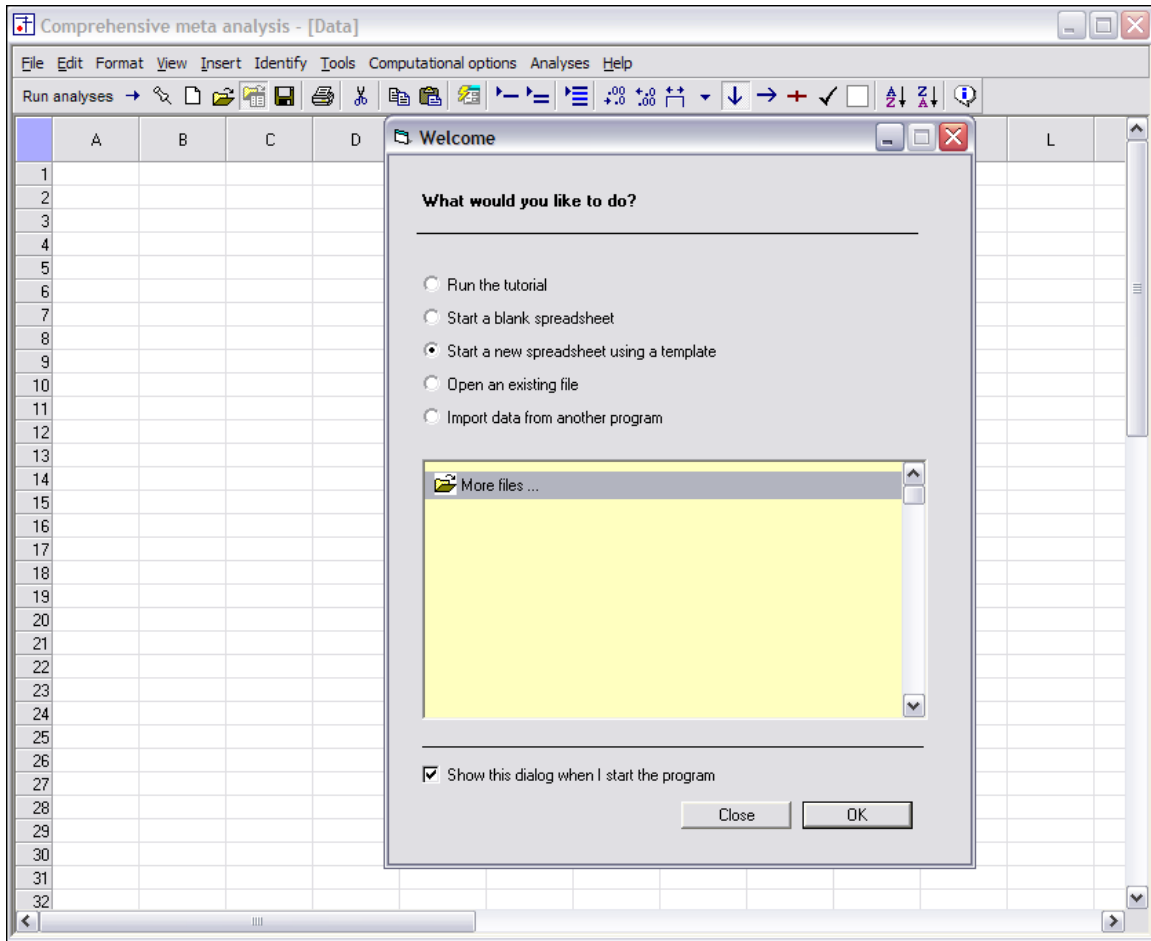 Comprehensive meta analysis - [Data]
File Edit Format View Insert Identify Tools Computational options Analyses Help
Run analyses
A B C D L
Welcome
What would you like to do?
Run the tutorial
Start a blank spreadsheet
Start a new spreadsheet using a template
Open an existing file
Import data from another program
More files ...
Show this dialog when I start the program
Close OK
1
2
3
4
5
6
7
8
9
10
11
12
13
14
15
16
17
18
19
20
21
22
23
24
25
26
27
28
29
30
31
32